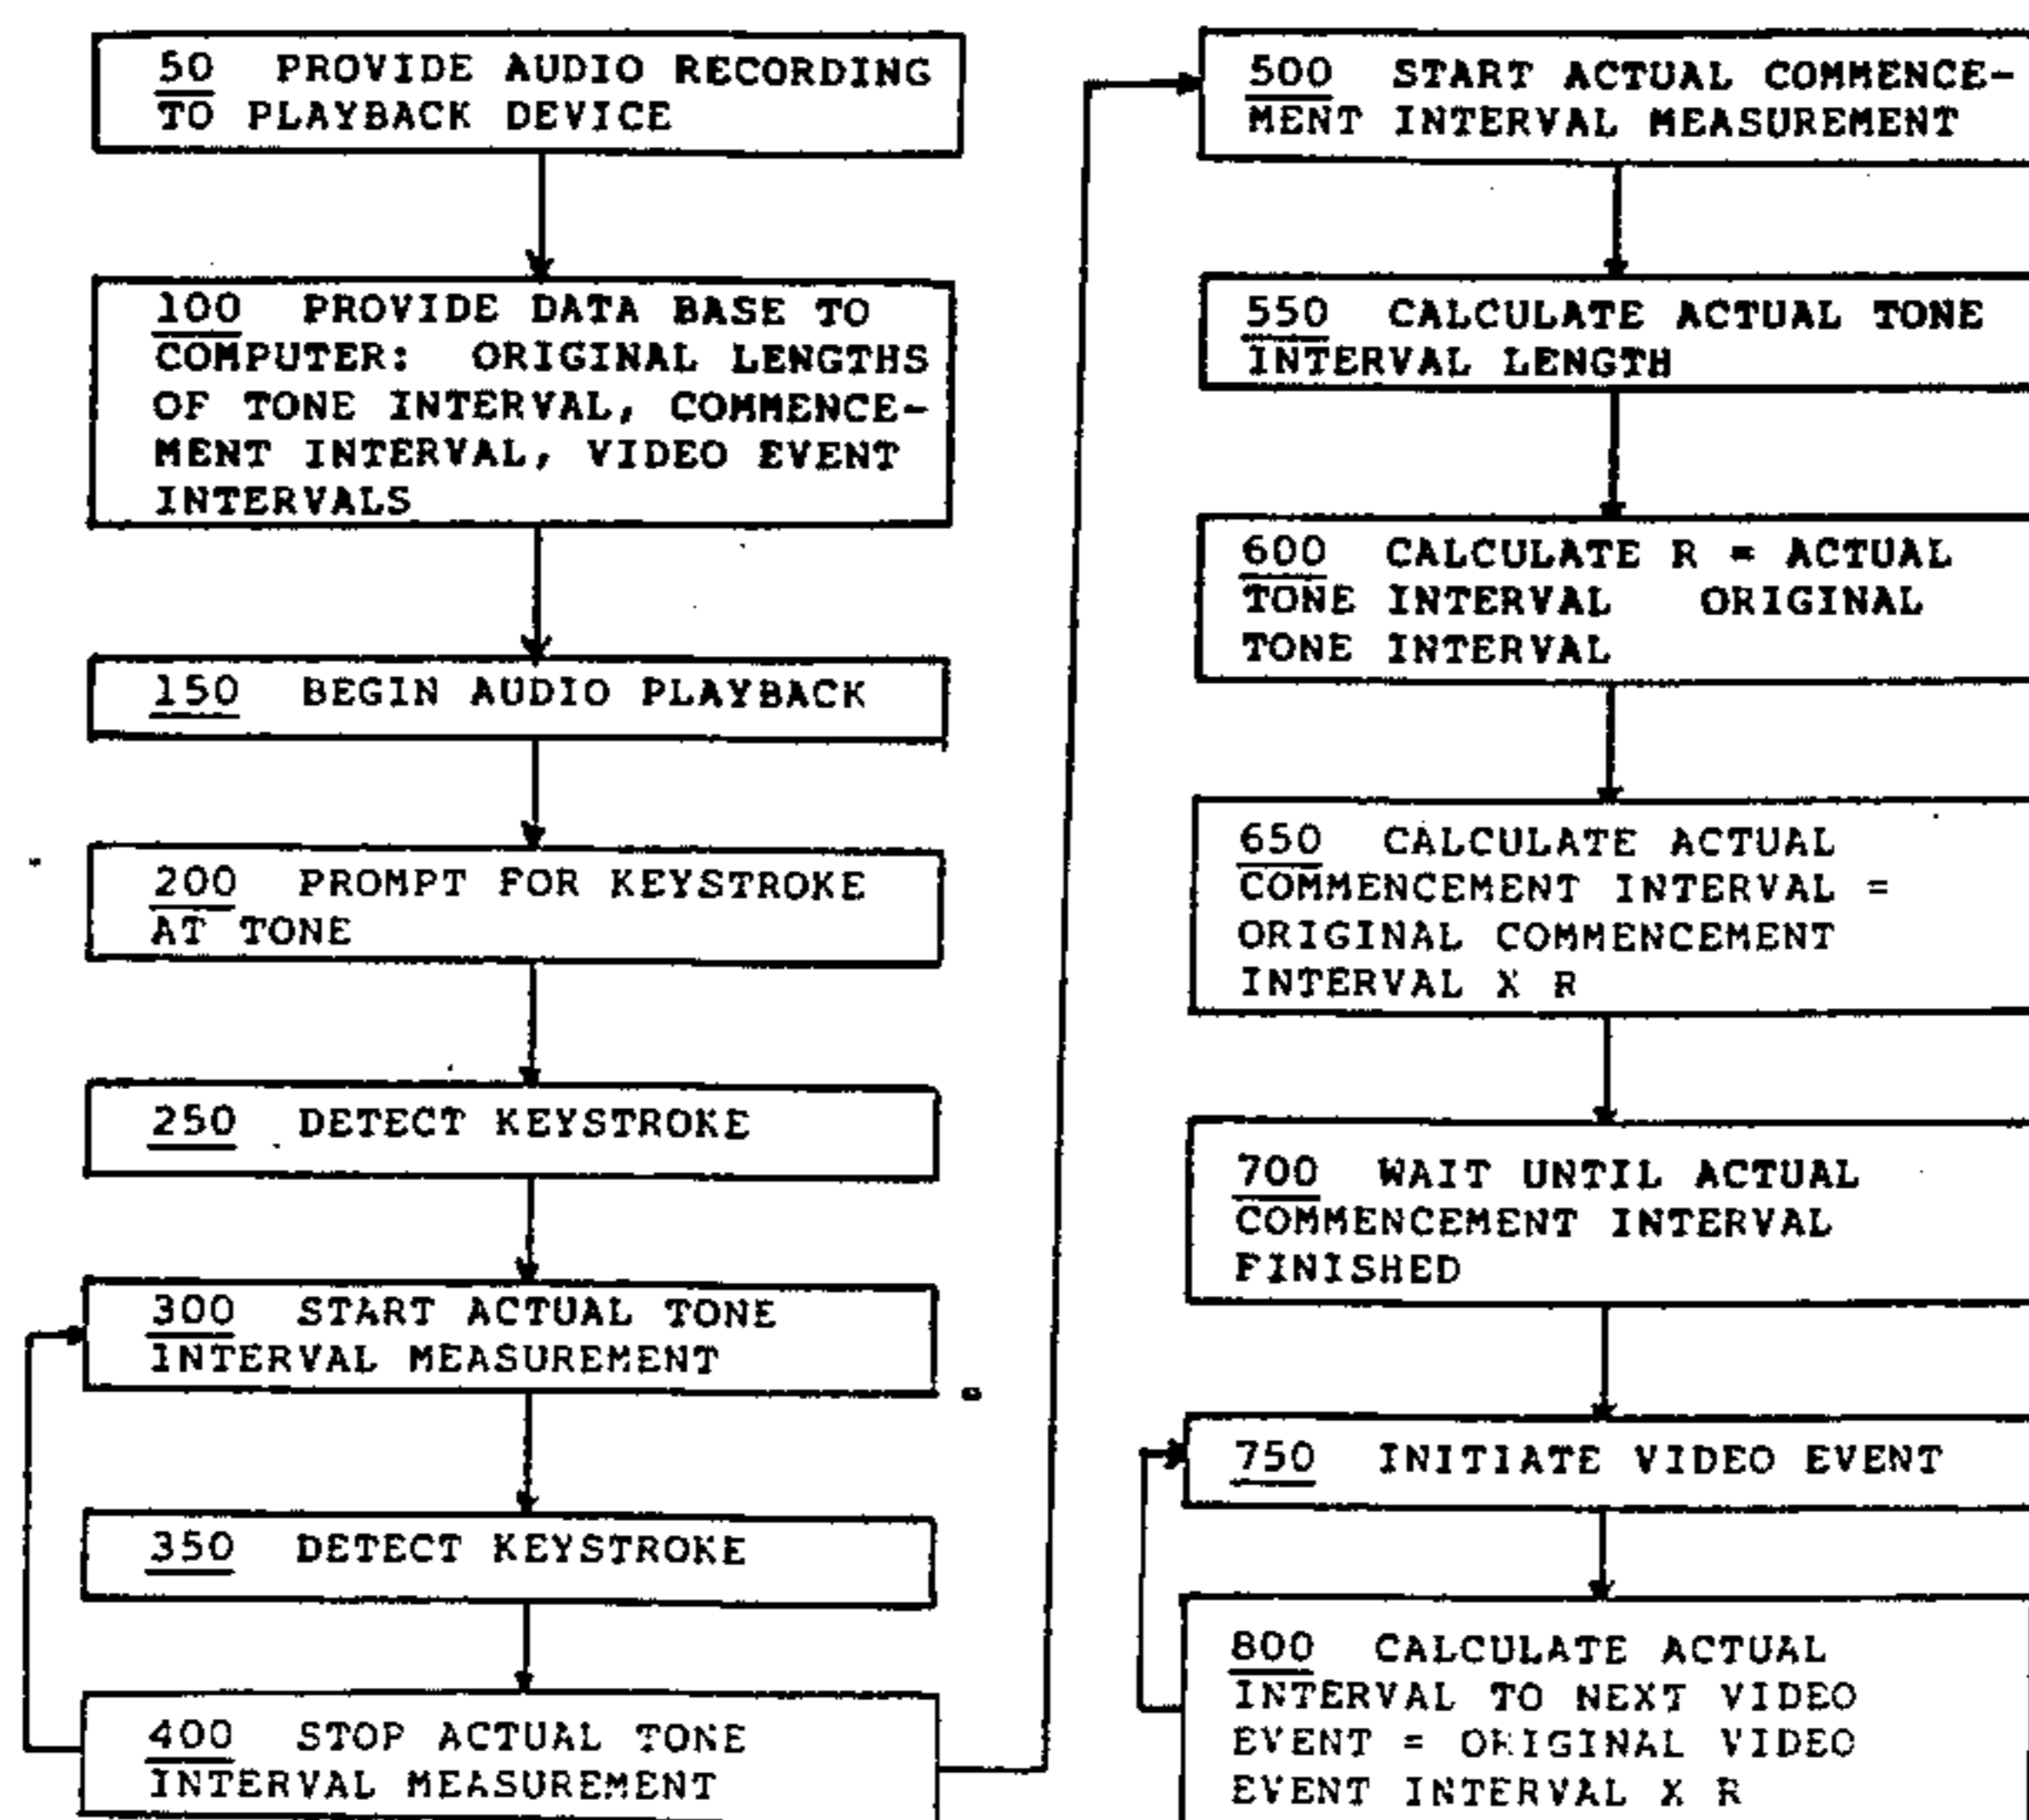 50 PROVIDE AUDIO RECORDING
TO PLAYBACK DEVICE
100 PROVIDE DATA BASE TO
COMPUTER: ORIGINAL LENGTHS
OF TONE INTERVAL, COMMENCE-
MENT INTERVAL, VIDEO EVENT
INTERVALS
150 BEGIN AUDIO PLAYBACK
200 PROMPT FOR KEYSTROKE
AT TONE
250 DETECT KEYSTROKE
300 START ACTUAL TONE
INTERVAL MEASUREMENT
350 DETECT KEYSTROKE
400 STOP ACTUAL TONE
INTERVAL MEASUREMENT
500 START ACTUAL COMMENCE-
MENT INTERVAL MEASUREMENT
550 CALCULATE ACTUAL TONE
INTERVAL LENGTH
600 CALCULATE R = ACTUAL
TONE INTERVAL ORIGINAL
TONE INTERVAL
650 CALCULATE ACTUAL
COMMENCEMENT INTERVAL =
ORIGINAL COMMENCEMENT
INTERVAL X R
700 WAIT UNTIL ACTUAL
COMMENCEMENT INTERVAL
FINISHED
750 INITIATE VIDEO EVENT
800 CALCULATE ACTUAL
INTERVAL TO NEXT VIDEO
EVENT = ORIGINAL VIDEO
EVENT INTERVAL X R